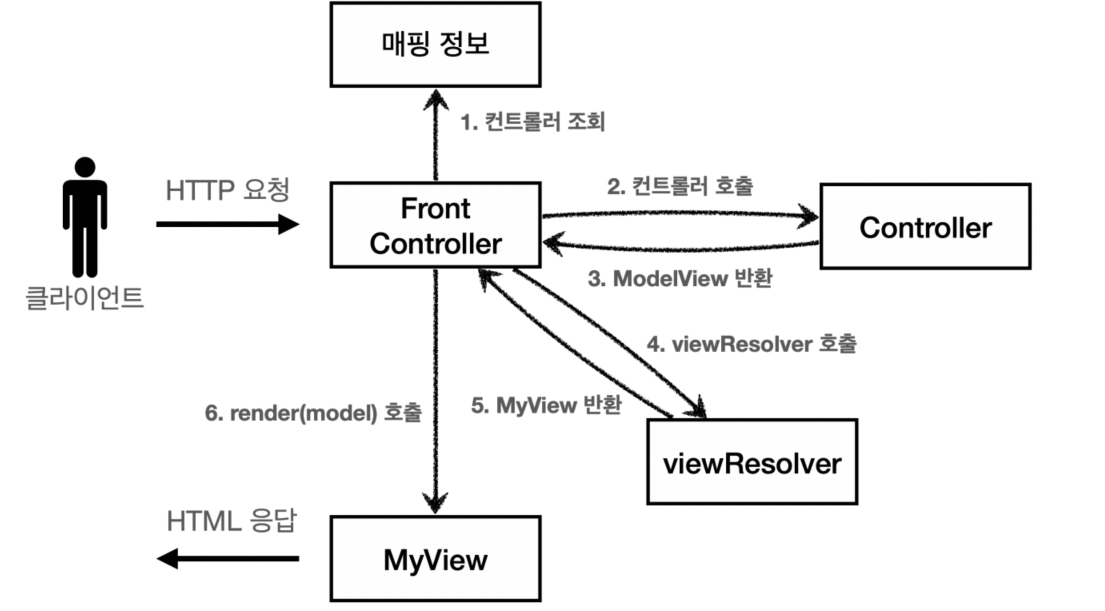 매핑 정보
1. 컨트롤러 조회
HTTP 요청
2. 컨트롤러 호출
Front
Controller
Controller
3. ModelView 반환
클라이언트
4. viewResolver 호출
6. render(model) 호출
5. MyView 반환
viewResolver
HTML 응답
MyView